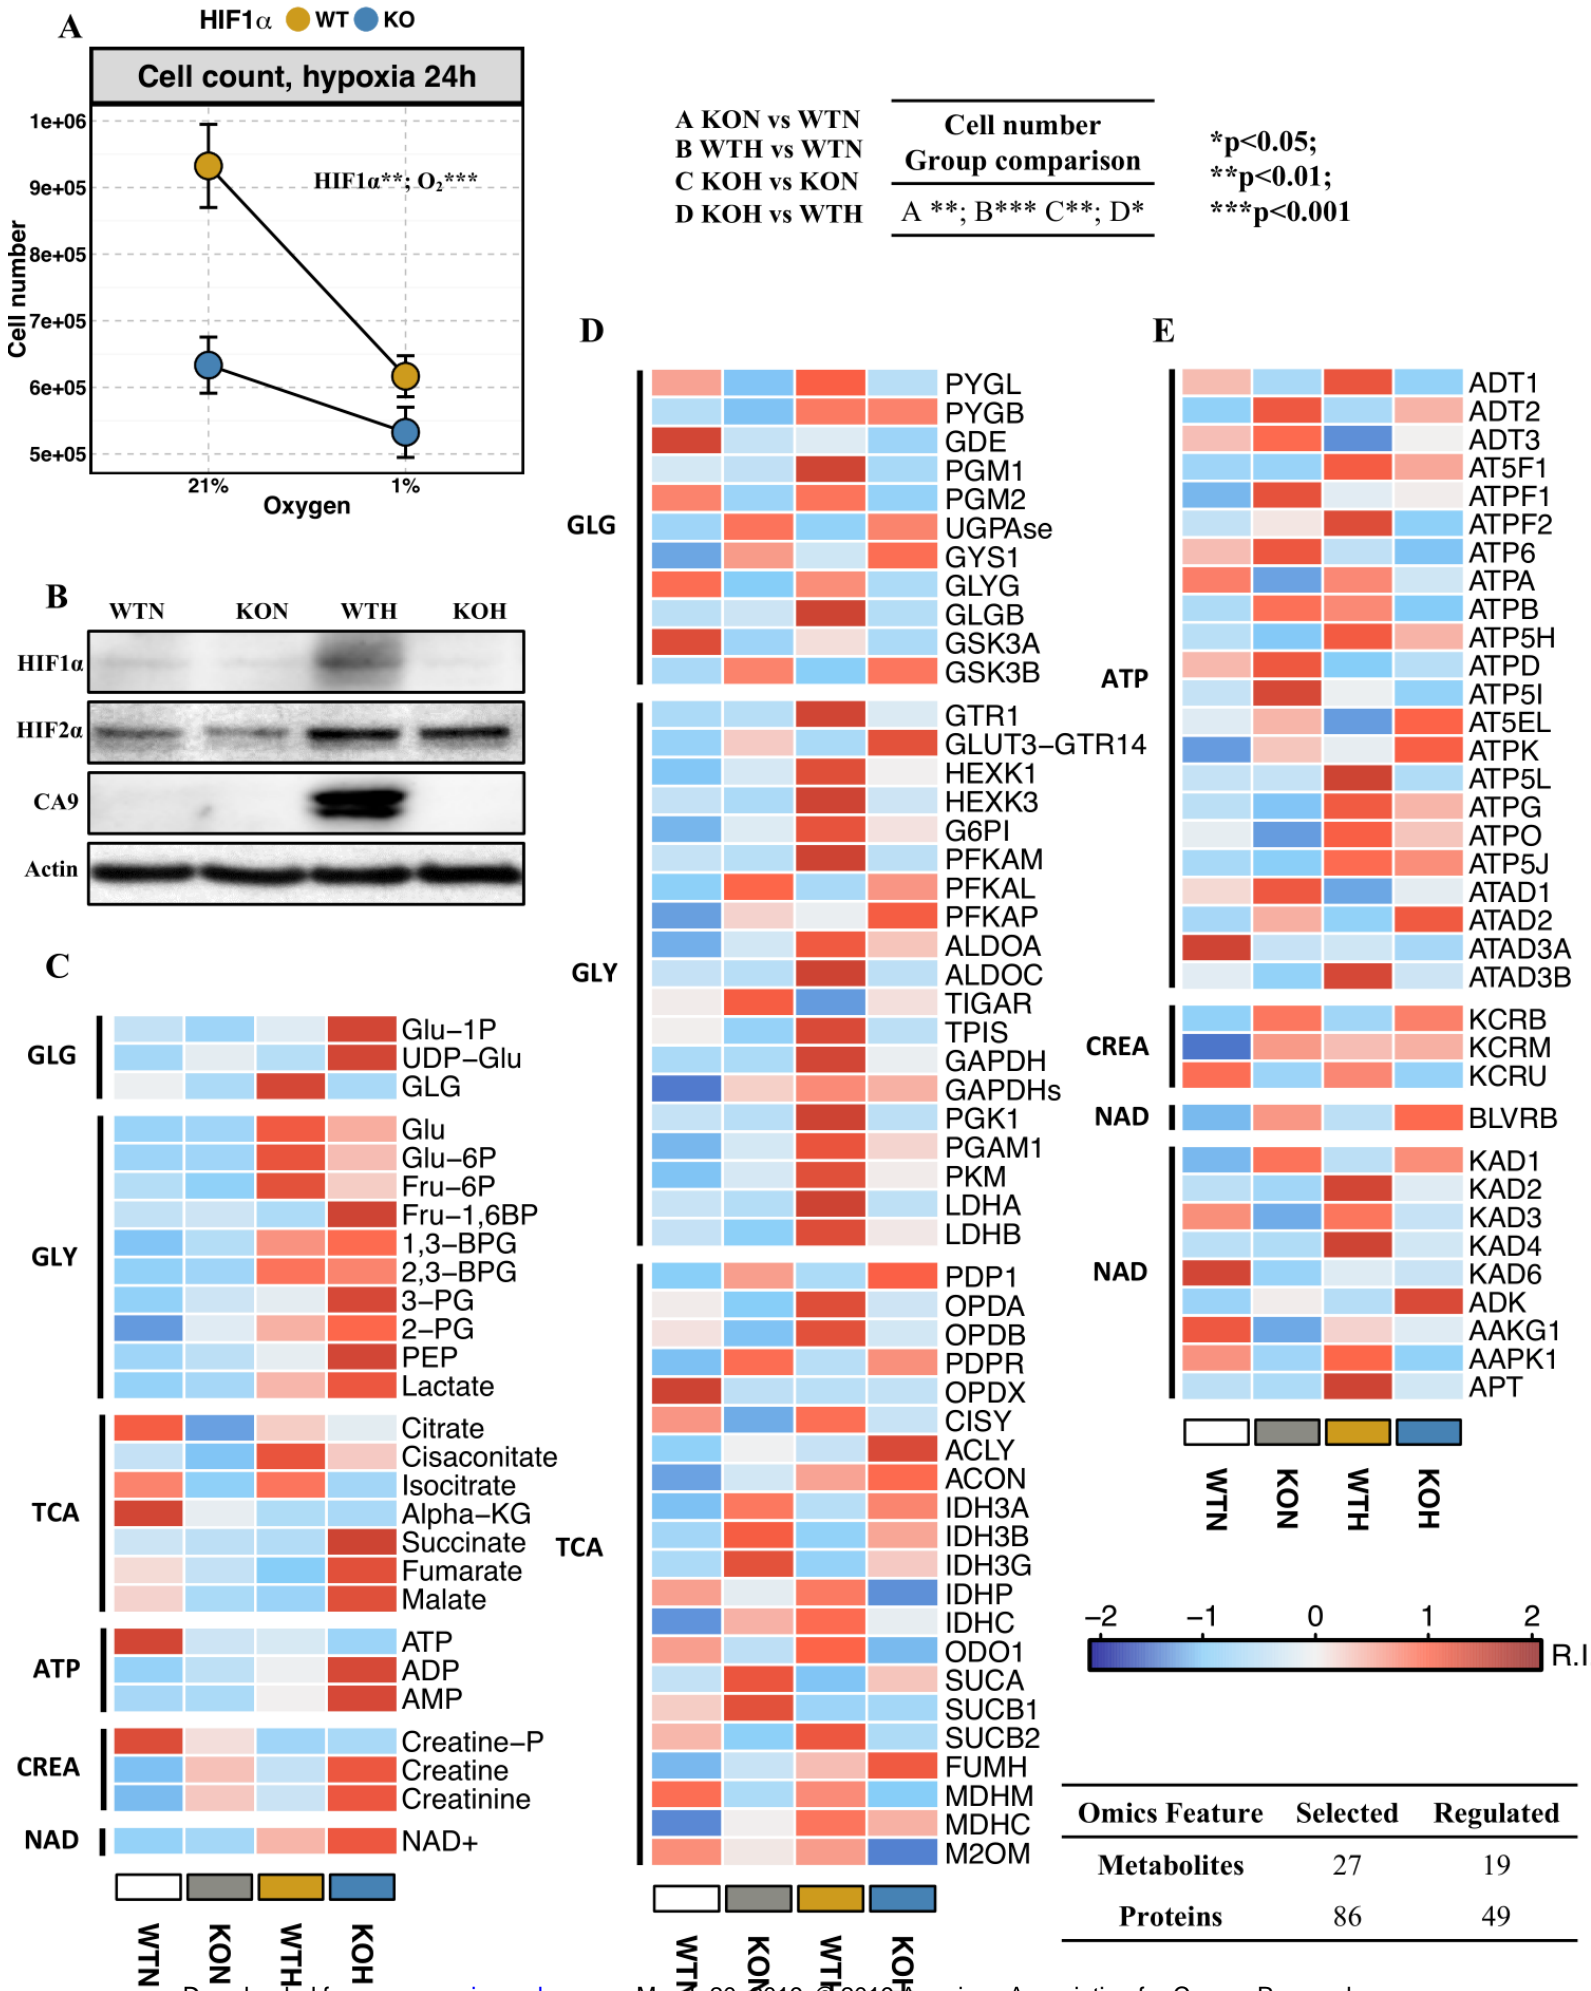 A
HIF1α WT KO
Cell count, hypoxia 24h
1e+06
9e+05
8e+05
7e+05
6e+05
5e+05
Cell number
HIF1α**; O₂***
21% 1%
Oxygen
A KON vs WTN
B WTH vs WTN
C KOH vs KON
D KOH vs WTH
Cell number
Group comparison
A **; B*** C**; D*
*p<0.05;
**p<0.01;
***p<0.001
B
WTN KON WTH KOH
HIF1α
HIF2α
CA9
Actin
C
GLG
Glu−1P
UDP−Glu
GLG
GLY
Glu
Glu−6P
Fru−6P
Fru−1,6BP
1,3−BPG
2,3−BPG
3−PG
2−PG
PEP
Lactate
TCA
Citrate
Cisaconitate
Isocitrate
Alpha−KG
Succinate
Fumarate
Malate
ATP
ATP
ADP
AMP
CREA
Creatine−P
Creatine
Creatinine
NAD
NAD+
WTN KON WTH KOH
D
GLG
PYGL
PYGB
GDE
PGM1
PGM2
UGPAse
GYS1
GLYG
GLGB
GSK3A
GSK3B
GLY
GTR1
GLUT3−GTR14
HEXK1
HEXK3
G6PI
PFKAM
PFKAL
PFKAP
ALDOA
ALDOC
TIGAR
TPIS
GAPDH
GAPDHs
PGK1
PGAM1
PKM
LDHA
LDHB
TCA
PDP1
OPDA
OPDB
PDPR
OPDX
CISY
ACLY
ACON
IDH3A
IDH3B
IDH3G
IDHP
IDHC
ODO1
SUCA
SUCB1
SUCB2
FUMH
MDHM
MDHC
M2OM
WTN KON WTH KOH
E
ATP
ADT1
ADT2
ADT3
AT5F1
ATPF1
ATPF2
ATP6
ATPA
ATPB
ATP5H
ATPD
ATP5I
AT5EL
ATPK
ATP5L
ATPG
ATPO
ATP5J
ATAD1
ATAD2
ATAD3A
ATAD3B
CREA
KCRB
KCRM
KCRU
NAD
BLVRB
NAD
KAD1
KAD2
KAD3
KAD4
KAD6
ADK
AAKG1
AAPK1
APT
WTN KON WTH KOH
−2 −1 0 1 2
R.I
Omics Feature Selected Regulated
Metabolites 27 19
Proteins 86 49